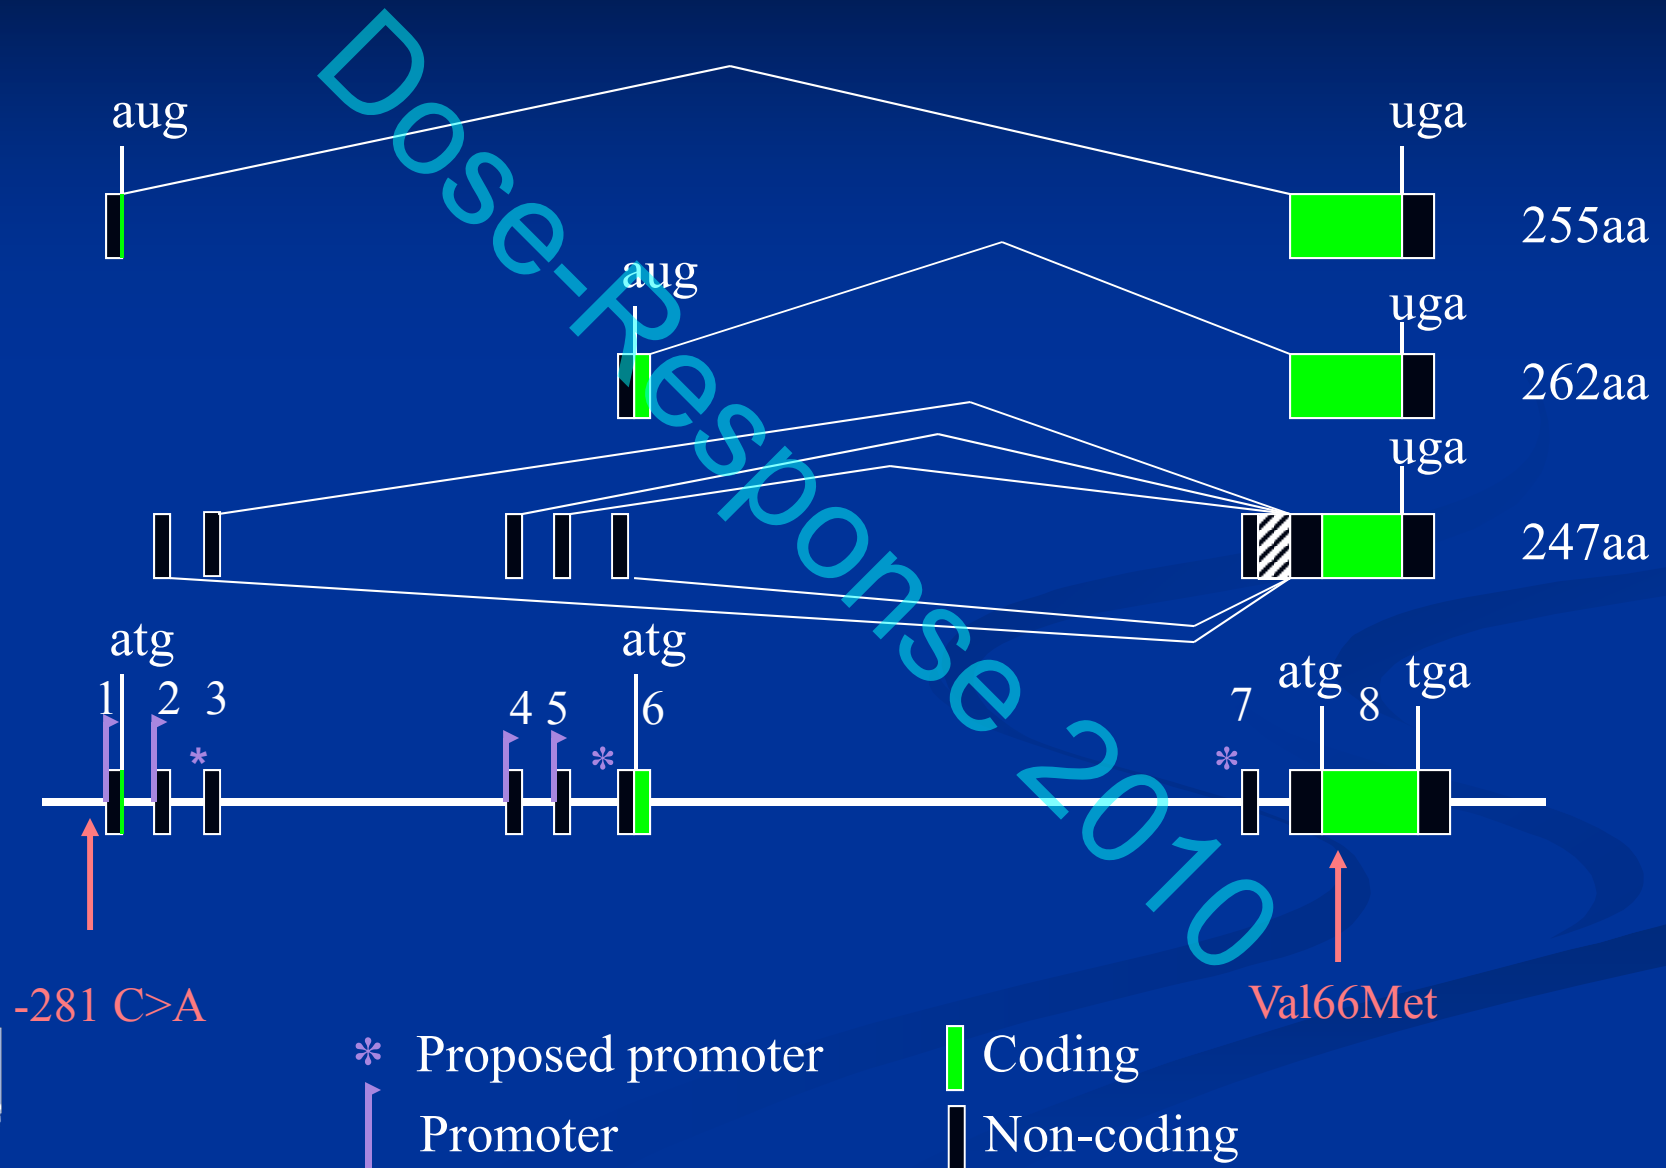 aug
uga
255aa
aug
uga
262aa
uga
247aa
atg
atg
atg
tga
1
2
3
4
5
6
7
8
*
*
*
-281 C>A
Val66Met
* Proposed promoter
Coding
Promoter
Non-coding
Dose-Response 2010